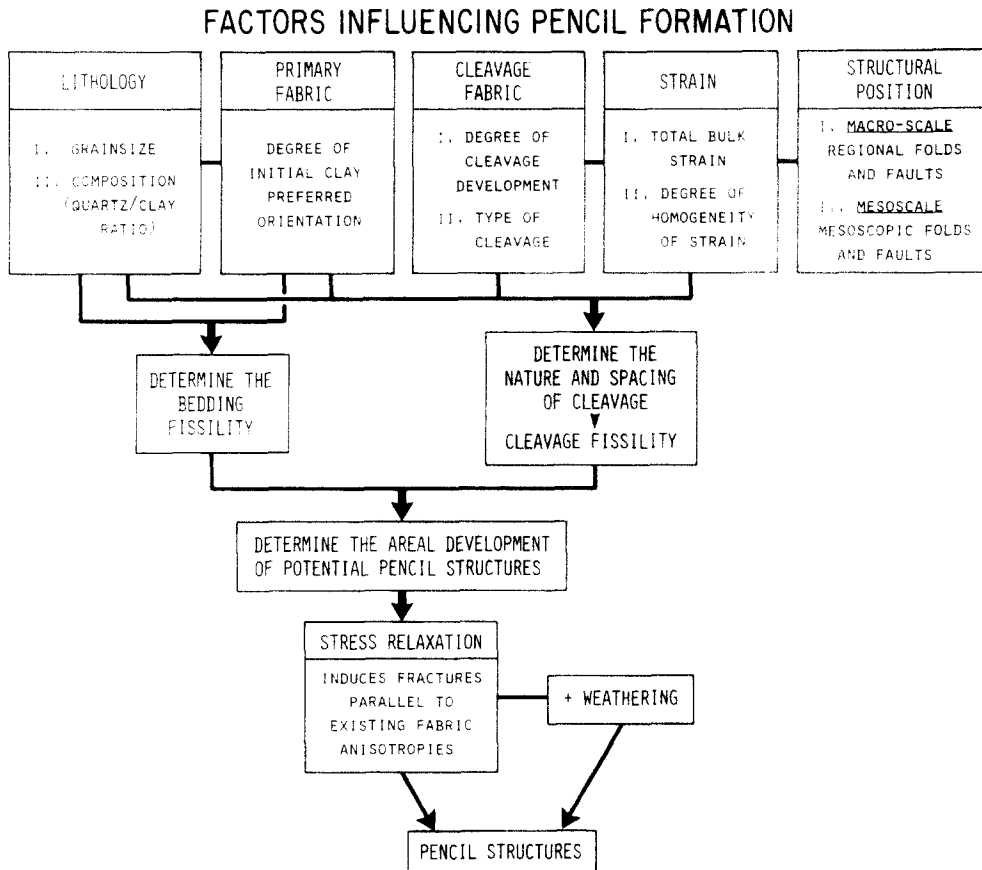 FACTORS INFLUENCING PENCIL FORMATION
LITHOLOGY
I. GRAINSIZE
II. COMPOSITION
(QUARTZ/CLAY
RATIO)
PRIMARY
FABRIC
DEGREE OF
INITIAL CLAY
PREFERRED
ORIENTATION
CLEAVAGE
FABRIC
I. DEGREE OF
CLEAVAGE
DEVELOPMENT
II. TYPE OF
CLEAVAGE
STRAIN
I. TOTAL BULK
STRAIN
II. DEGREE OF
HOMOGENEITY
OF STRAIN
STRUCTURAL
POSITION
I. MACRO-SCALE
REGIONAL FOLDS
AND FAULTS
II. MESOSCALE
MESOSCOPIC FOLDS
AND FAULTS
DETERMINE THE
BEDDING
FISSILITY
DETERMINE THE
NATURE AND SPACING
OF CLEAVAGE
CLEAVAGE FISSILITY
DETERMINE THE AREAL DEVELOPMENT
OF POTENTIAL PENCIL STRUCTURES
STRESS RELAXATION
INDUCES FRACTURES
PARALLEL TO
EXISTING FABRIC
ANISOTROPIES
+ WEATHERING
PENCIL STRUCTURES